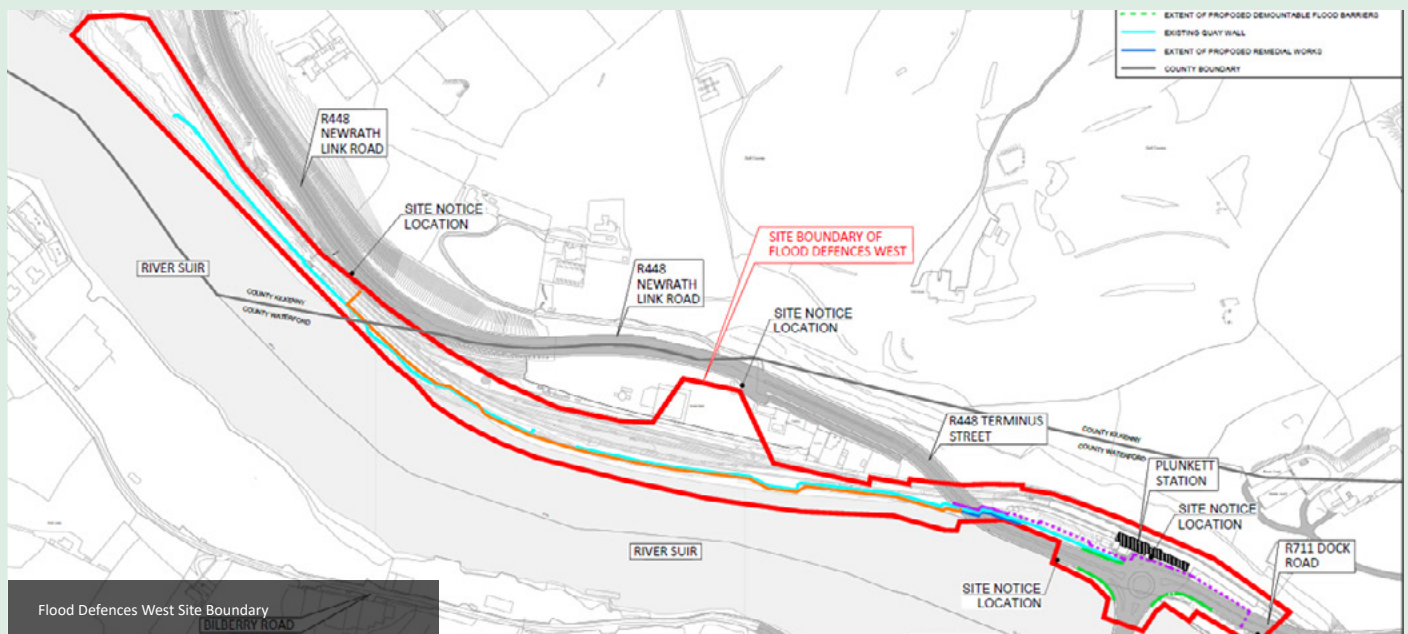 EXTENT OF PROPOSED DEMOUNTABLE FLOOD BARRIERS
EXISTING QUAY WALL
EXTENT OF PROPOSED REMEDIAL WORKS
COUNTY BOUNDARY
R448
NEWRATH
LINK ROAD
SITE NOTICE
LOCATION
SITE BOUNDARY OF
FLOOD DEFENCES WEST
RIVER SUIR
R448
NEWRATH
LINK ROAD
COUNTY KILKENNY
COUNTY WATERFORD
SITE NOTICE
LOCATION
R448 TERMINUS
STREET
COUNTY KILKENNY
COUNTY WATERFORD
PLUNKETT
STATION
SITE NOTICE
LOCATION
R711 DOCK
ROAD
RIVER SUIR
SITE NOTICE
LOCATION
Flood Defences West Site Boundary
BILBERRY ROAD